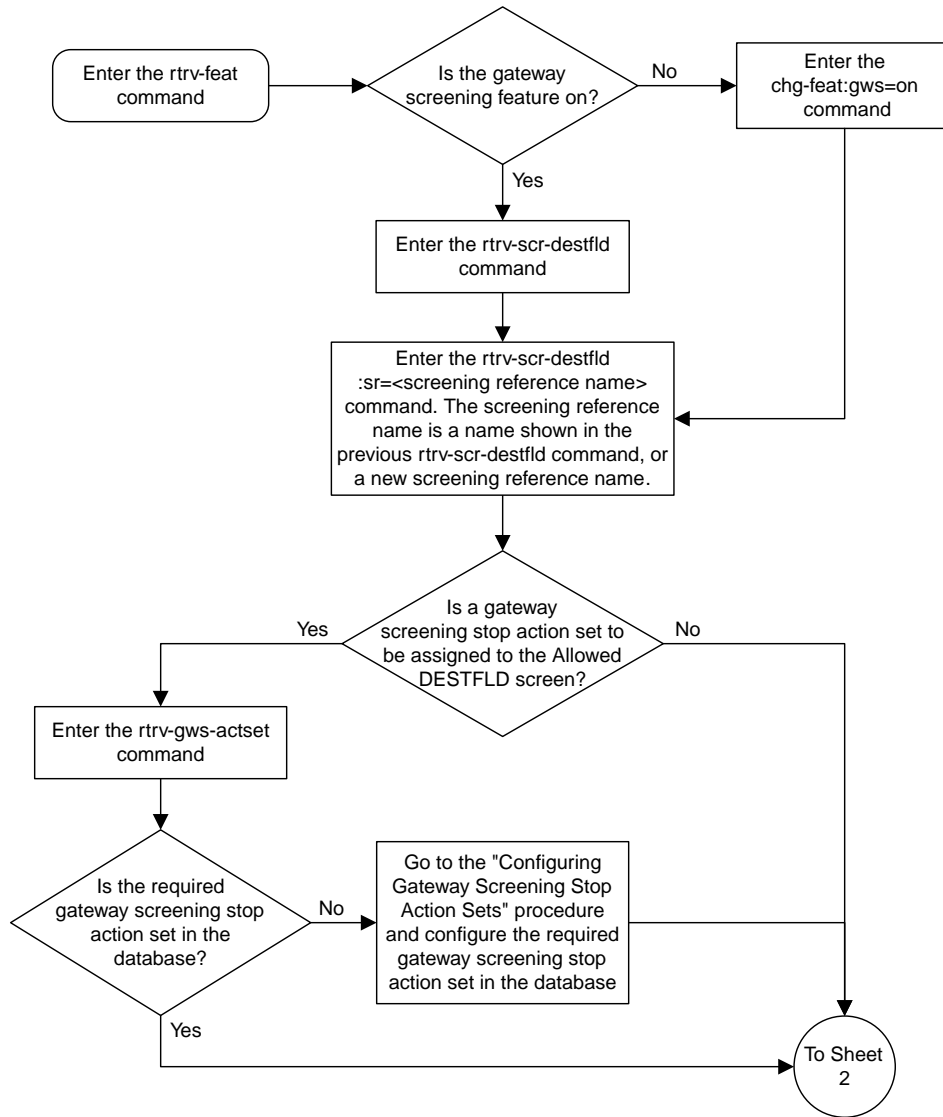 Enter the rtrv-feat
command
Is the gateway
screening feature on?
No
Enter the
chg-feat:gws=on
command
Yes
Enter the rtrv-scr-destfld
command
Enter the rtrv-scr-destfld
:sr=<screening reference name>
command. The screening reference
name is a name shown in the
previous rtrv-scr-destfld command, or
a new screening reference name.
Is a gateway
screening stop action set to
be assigned to the Allowed
DESTFLD screen?
Yes
No
Enter the rtrv-gws-actset
command
Is the required
gateway screening stop
action set in the
database?
No
Go to the "Configuring
Gateway Screening Stop
Action Sets" procedure
and configure the required
gateway screening stop
action set in the database
Yes
To Sheet
2